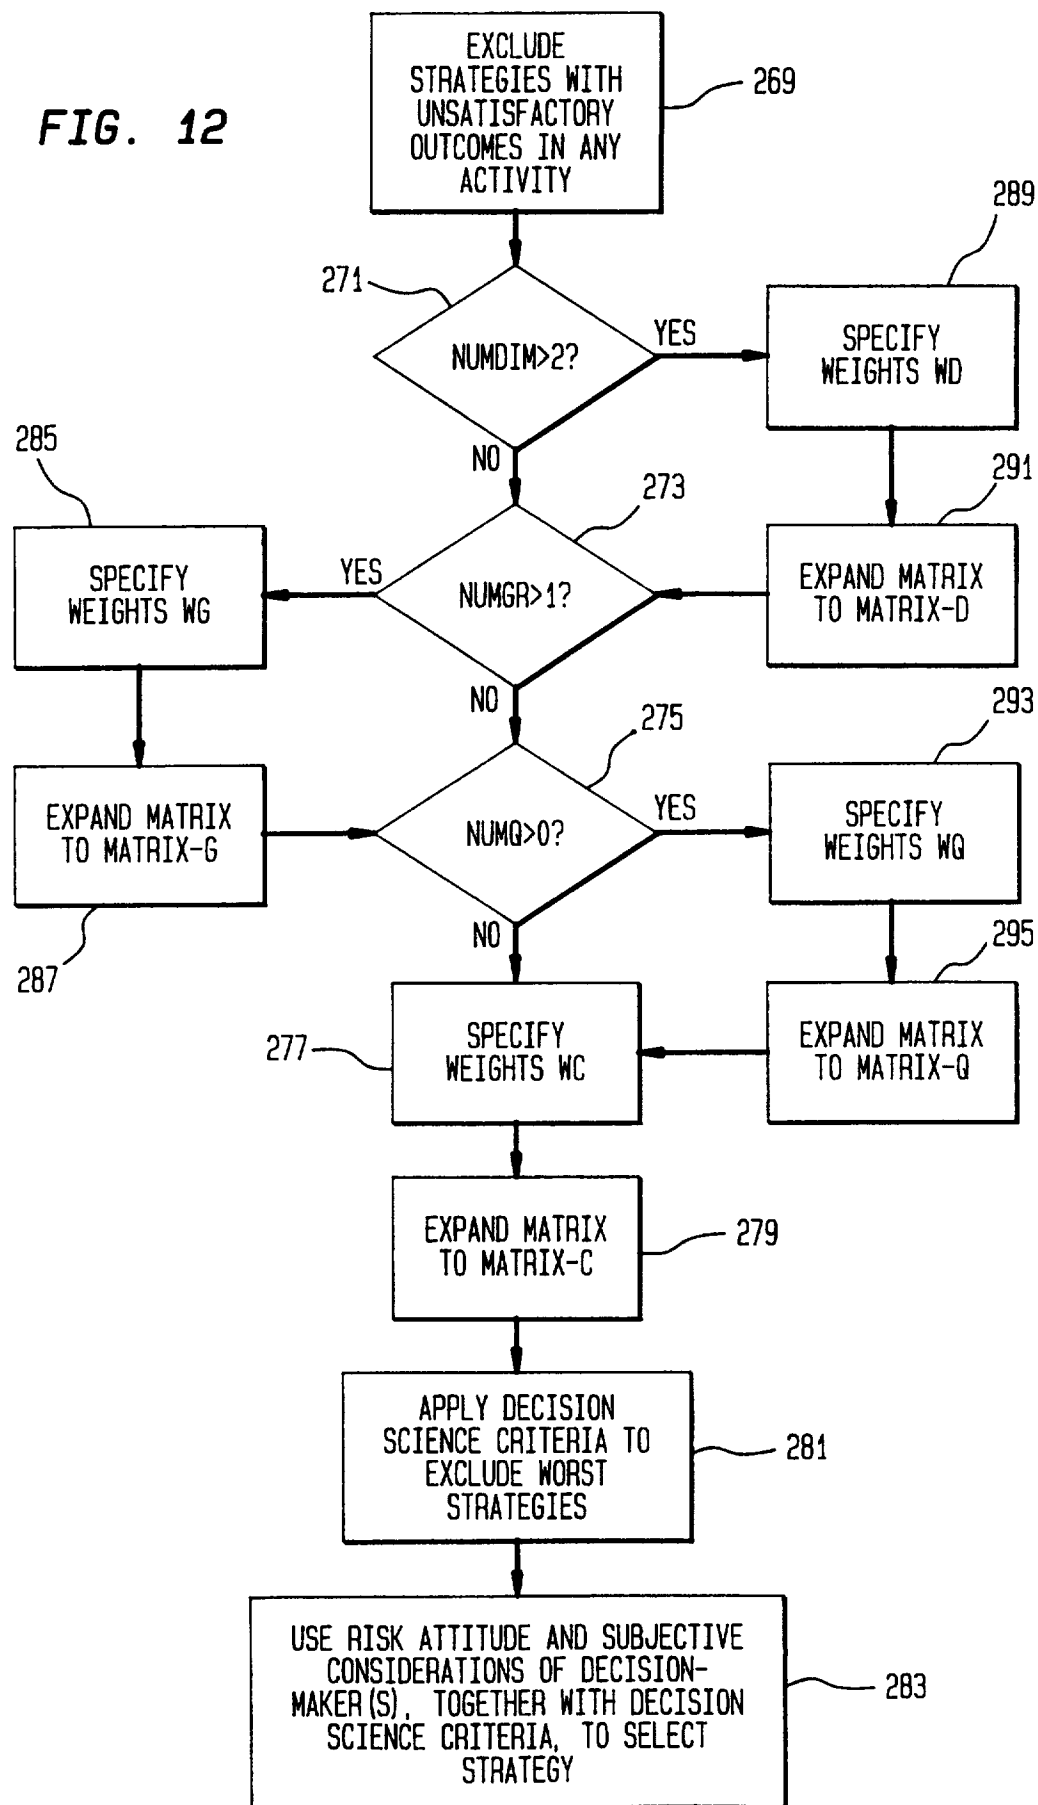 FIG. 12
EXCLUDE
STRATEGIES WITH
UNSATISFACTORY
OUTCOMES IN ANY
ACTIVITY
269
271
NUMDIM>2?
YES
NO
289
SPECIFY
WEIGHTS WD
291
EXPAND MATRIX
TO MATRIX-D
273
NUMGR>1?
YES
NO
285
SPECIFY
WEIGHTS WG
EXPAND MATRIX
TO MATRIX-G
287
275
NUMQ>0?
YES
NO
293
SPECIFY
WEIGHTS WQ
295
EXPAND MATRIX
TO MATRIX-Q
277
SPECIFY
WEIGHTS WC
EXPAND MATRIX
TO MATRIX-C
279
APPLY DECISION
SCIENCE CRITERIA TO
EXCLUDE WORST
STRATEGIES
281
USE RISK ATTITUDE AND SUBJECTIVE
CONSIDERATIONS OF DECISION-
MAKER(S), TOGETHER WITH DECISION
SCIENCE CRITERIA, TO SELECT
STRATEGY
283